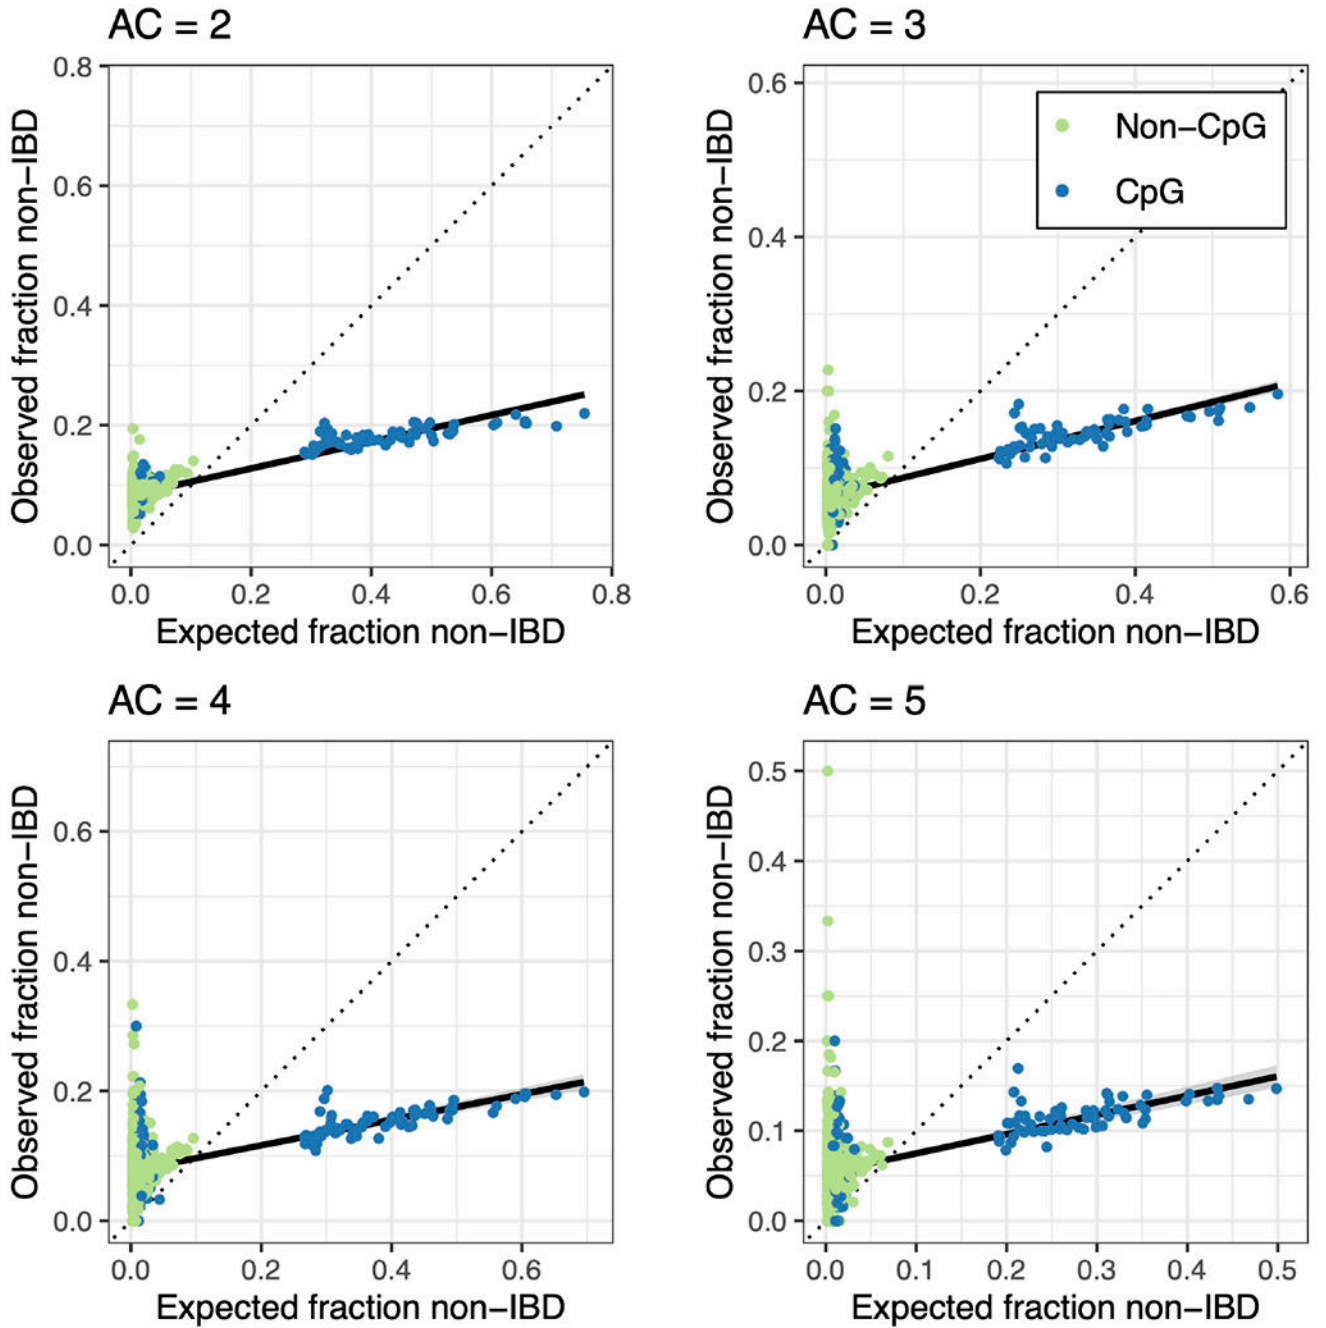 AC = 2
0.8
0.6
0.4
0.2
0.0
Observed fraction non−IBD
0.0 0.2 0.4 0.6 0.8
Expected fraction non−IBD
AC = 3
0.6
0.4
0.2
0.0
Observed fraction non−IBD
Non−CpG
CpG
0.0 0.2 0.4 0.6
Expected fraction non−IBD
AC = 4
0.6
0.4
0.2
0.0
Observed fraction non−IBD
0.0 0.2 0.4 0.6
Expected fraction non−IBD
AC = 5
0.5
0.4
0.3
0.2
0.1
0.0
Observed fraction non−IBD
0.0 0.1 0.2 0.3 0.4 0.5
Expected fraction non−IBD